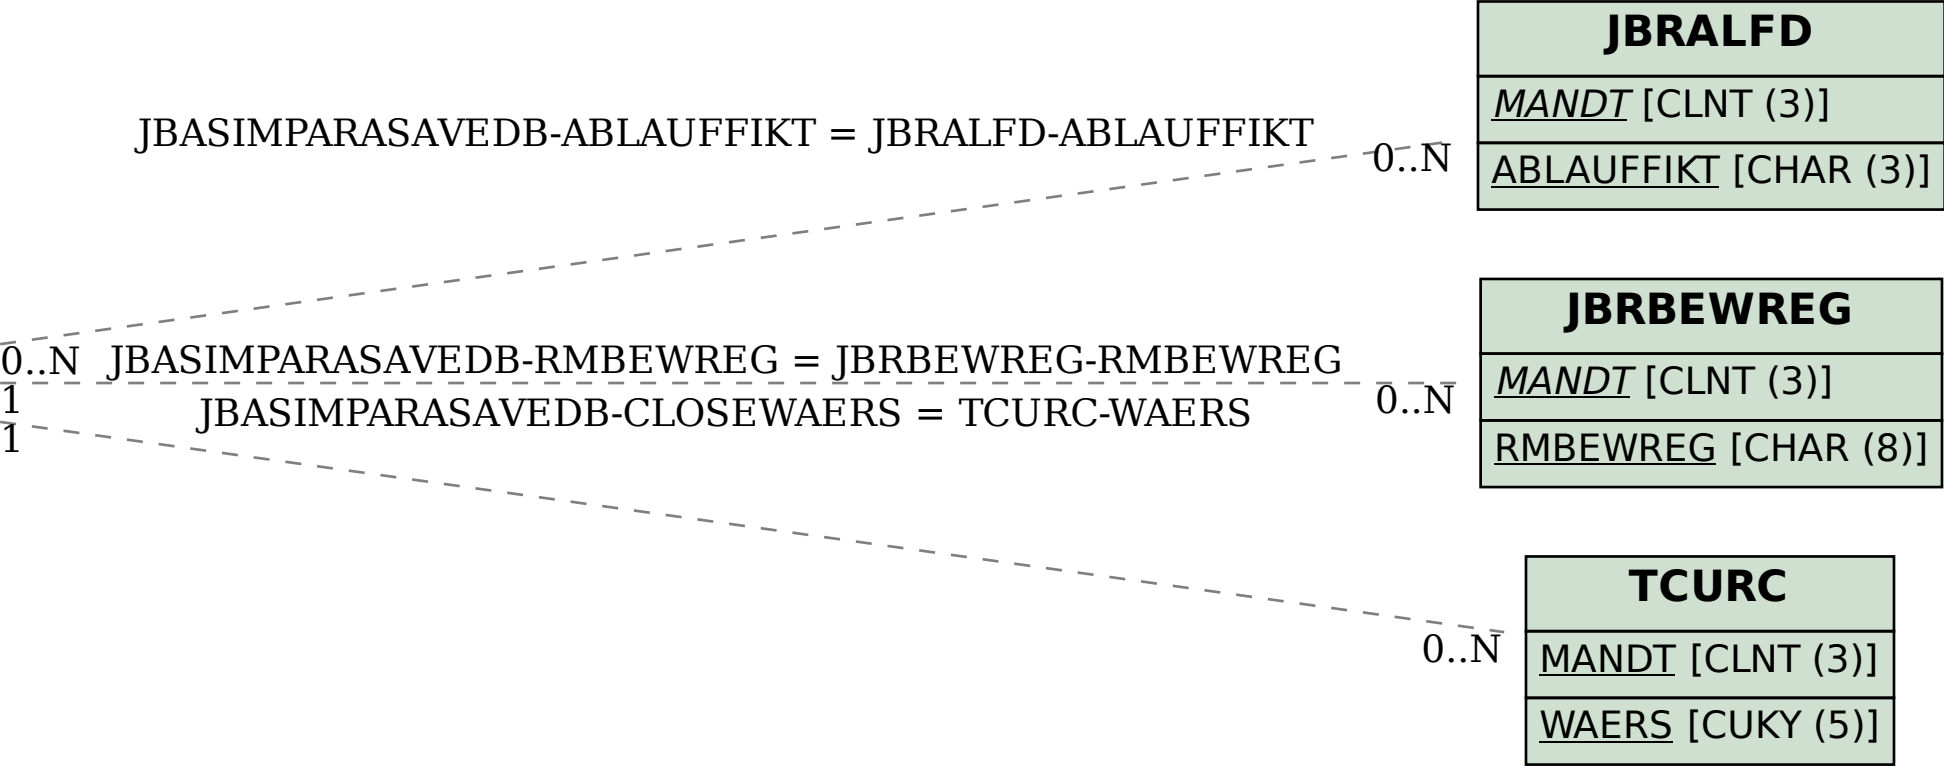 JBRALFD
MANDT [CLNT (3)]
ABLAUFFIKT [CHAR (3)]
JBASIMPARASAVEDB-ABLAUFFIKT = JBRALFD-ABLAUFFIKT
0..N
0..N
JBASIMPARASAVEDB-RMBEWREG = JBRBEWREG-RMBEWREG
1
0..N
JBASIMPARASAVEDB-CLOSEWAERS = TCURC-WAERS
1
0..N
JBRBEWREG
MANDT [CLNT (3)]
RMBEWREG [CHAR (8)]
TCURC
MANDT [CLNT (3)]
WAERS [CUKY (5)]